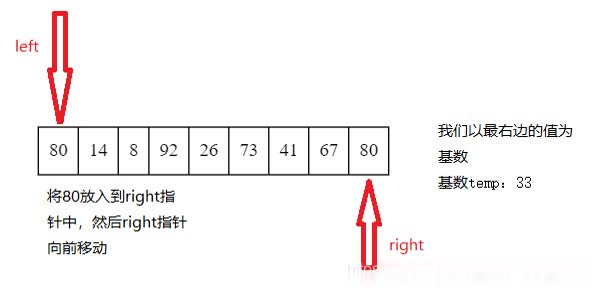 left
80 14 8 92 26 73 41 67 80
我们以最右边的值为
基数
基数temp：33
将80放入到right指
针中，然后right指针
向前移动
right